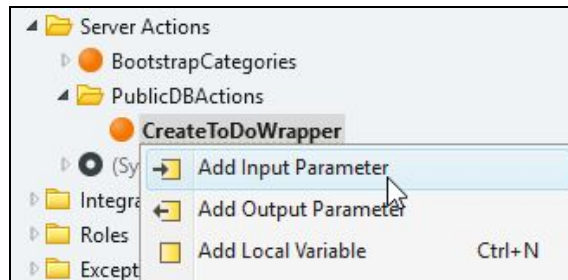 Server Actions
BootstrapCategories
PublicDBActions
CreateToDoWrapper
(Sy
Add Input Parameter
Integra
Add Output Parameter
Roles
Add Local Variable Ctrl+N
Except